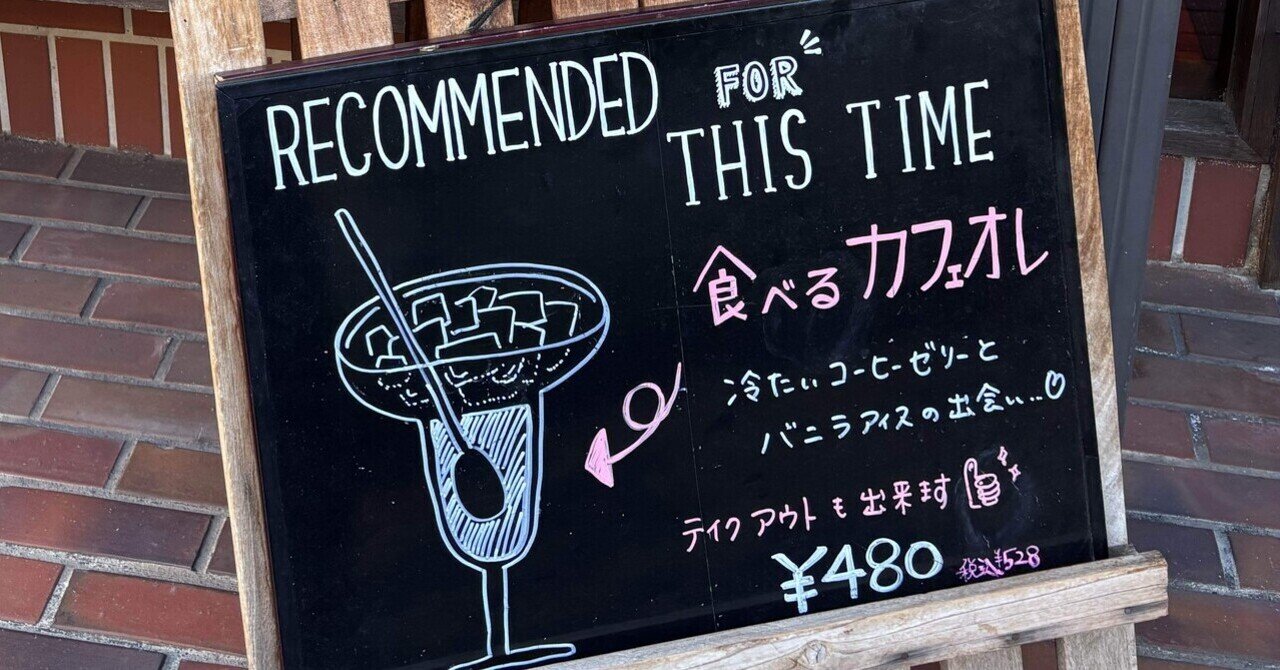 RECOMMENDED FOR
THIS TIME
食べるカフェオレ
冷たいコーヒーゼリーと
バニラアイスの出会い..♡
テイクアウトも出来ます
¥480 税込¥528